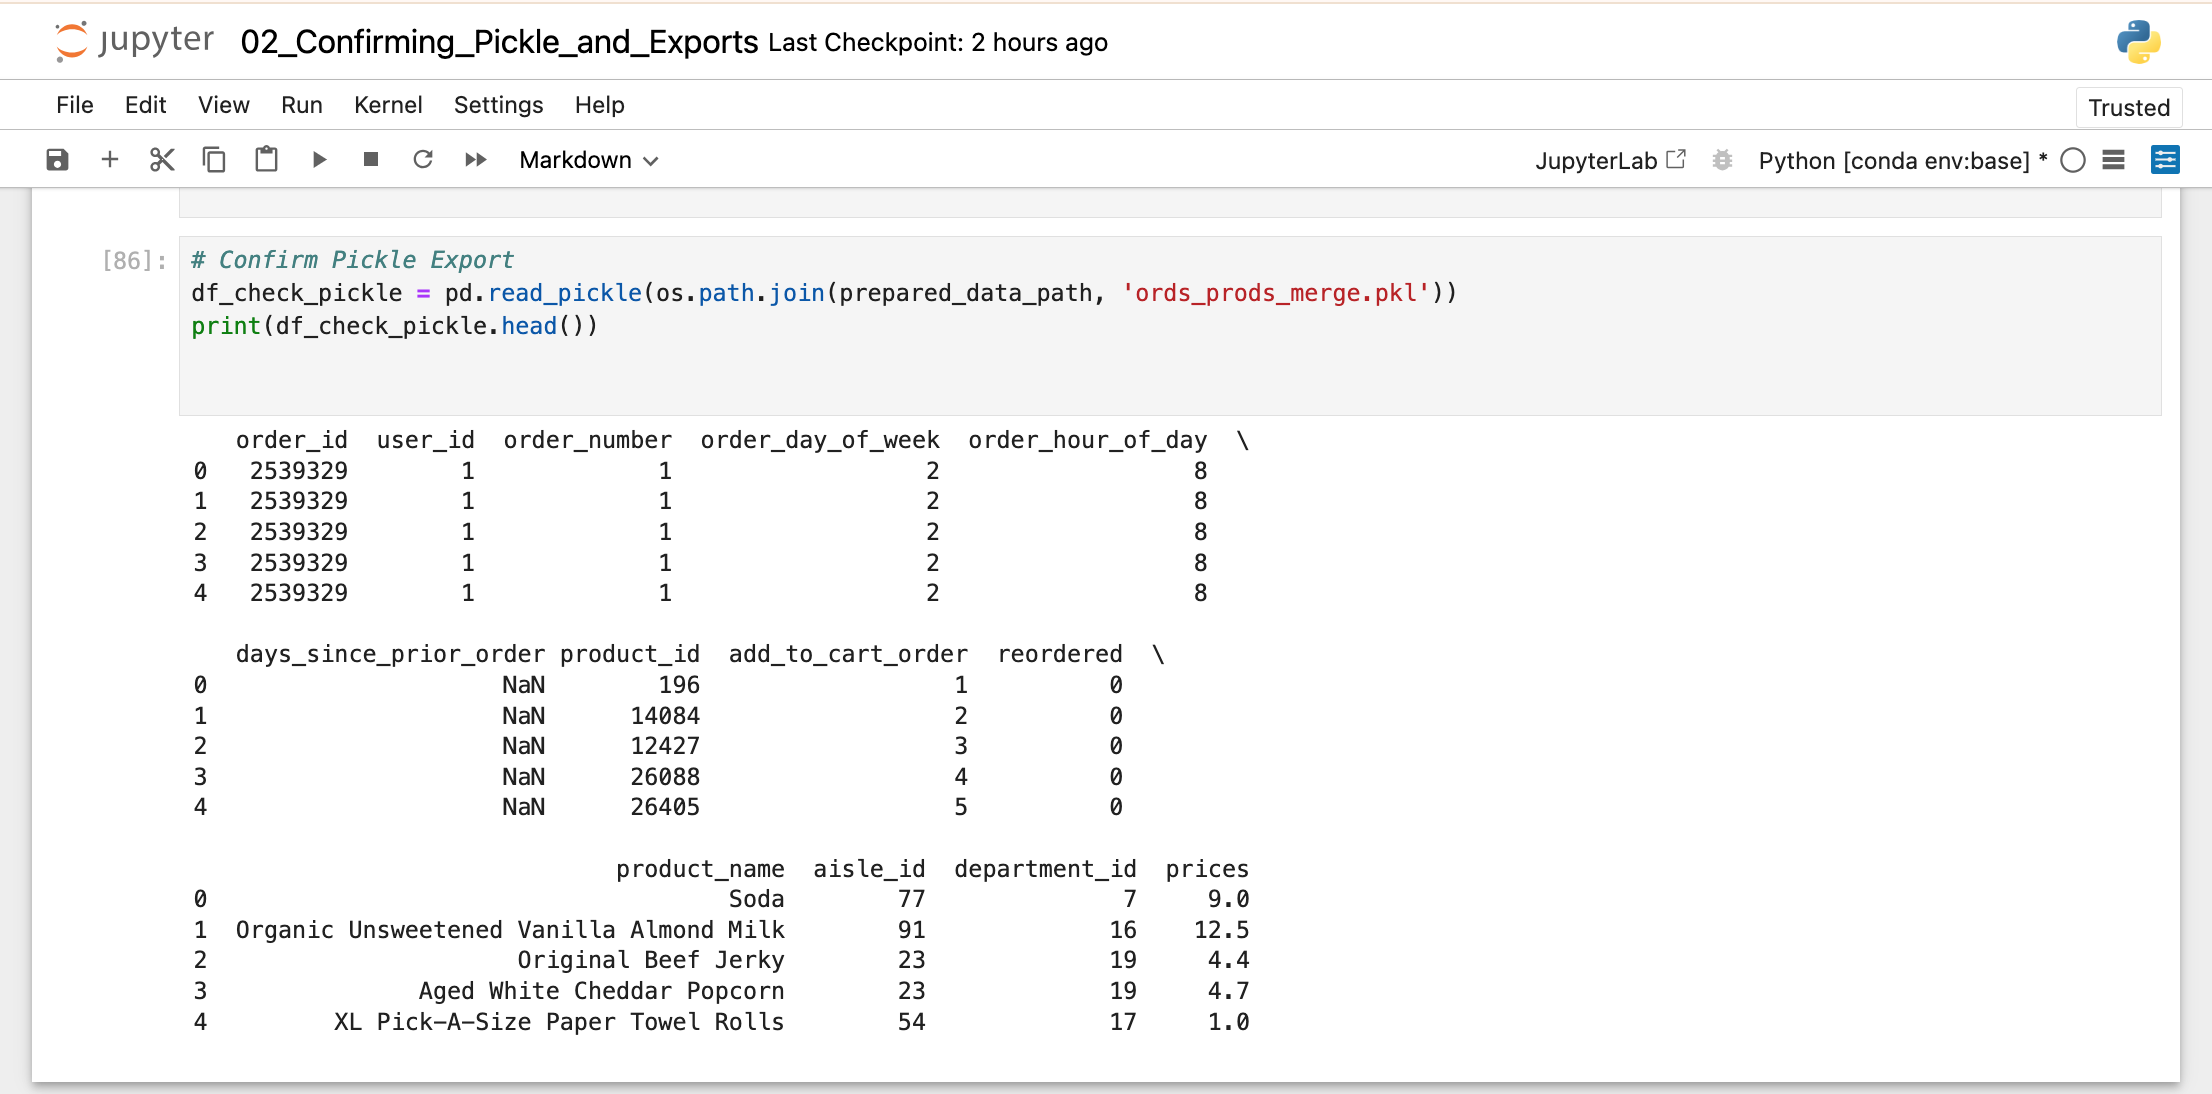 jupyter 02_Confirming_Pickle_and_Exports Last Checkpoint: 2 hours ago
File Edit View Run Kernel Settings Help Trusted
Markdown JupyterLab Python [conda env:base] *
[86]: # Confirm Pickle Export
df_check_pickle = pd.read_pickle(os.path.join(prepared_data_path, 'ords_prods_merge.pkl'))
print(df_check_pickle.head())
order_id user_id order_number order_day_of_week order_hour_of_day \
0 2539329 1 1 2 8
1 2539329 1 1 2 8
2 2539329 1 1 2 8
3 2539329 1 1 2 8
4 2539329 1 1 2 8
days_since_prior_order product_id add_to_cart_order reordered \
0 NaN 196 1 0
1 NaN 14084 2 0
2 NaN 12427 3 0
3 NaN 26088 4 0
4 NaN 26405 5 0
product_name aisle_id department_id prices
0 Soda 77 7 9.0
1 Organic Unsweetened Vanilla Almond Milk 91 16 12.5
2 Original Beef Jerky 23 19 4.4
3 Aged White Cheddar Popcorn 23 19 4.7
4 XL Pick-A-Size Paper Towel Rolls 54 17 1.0